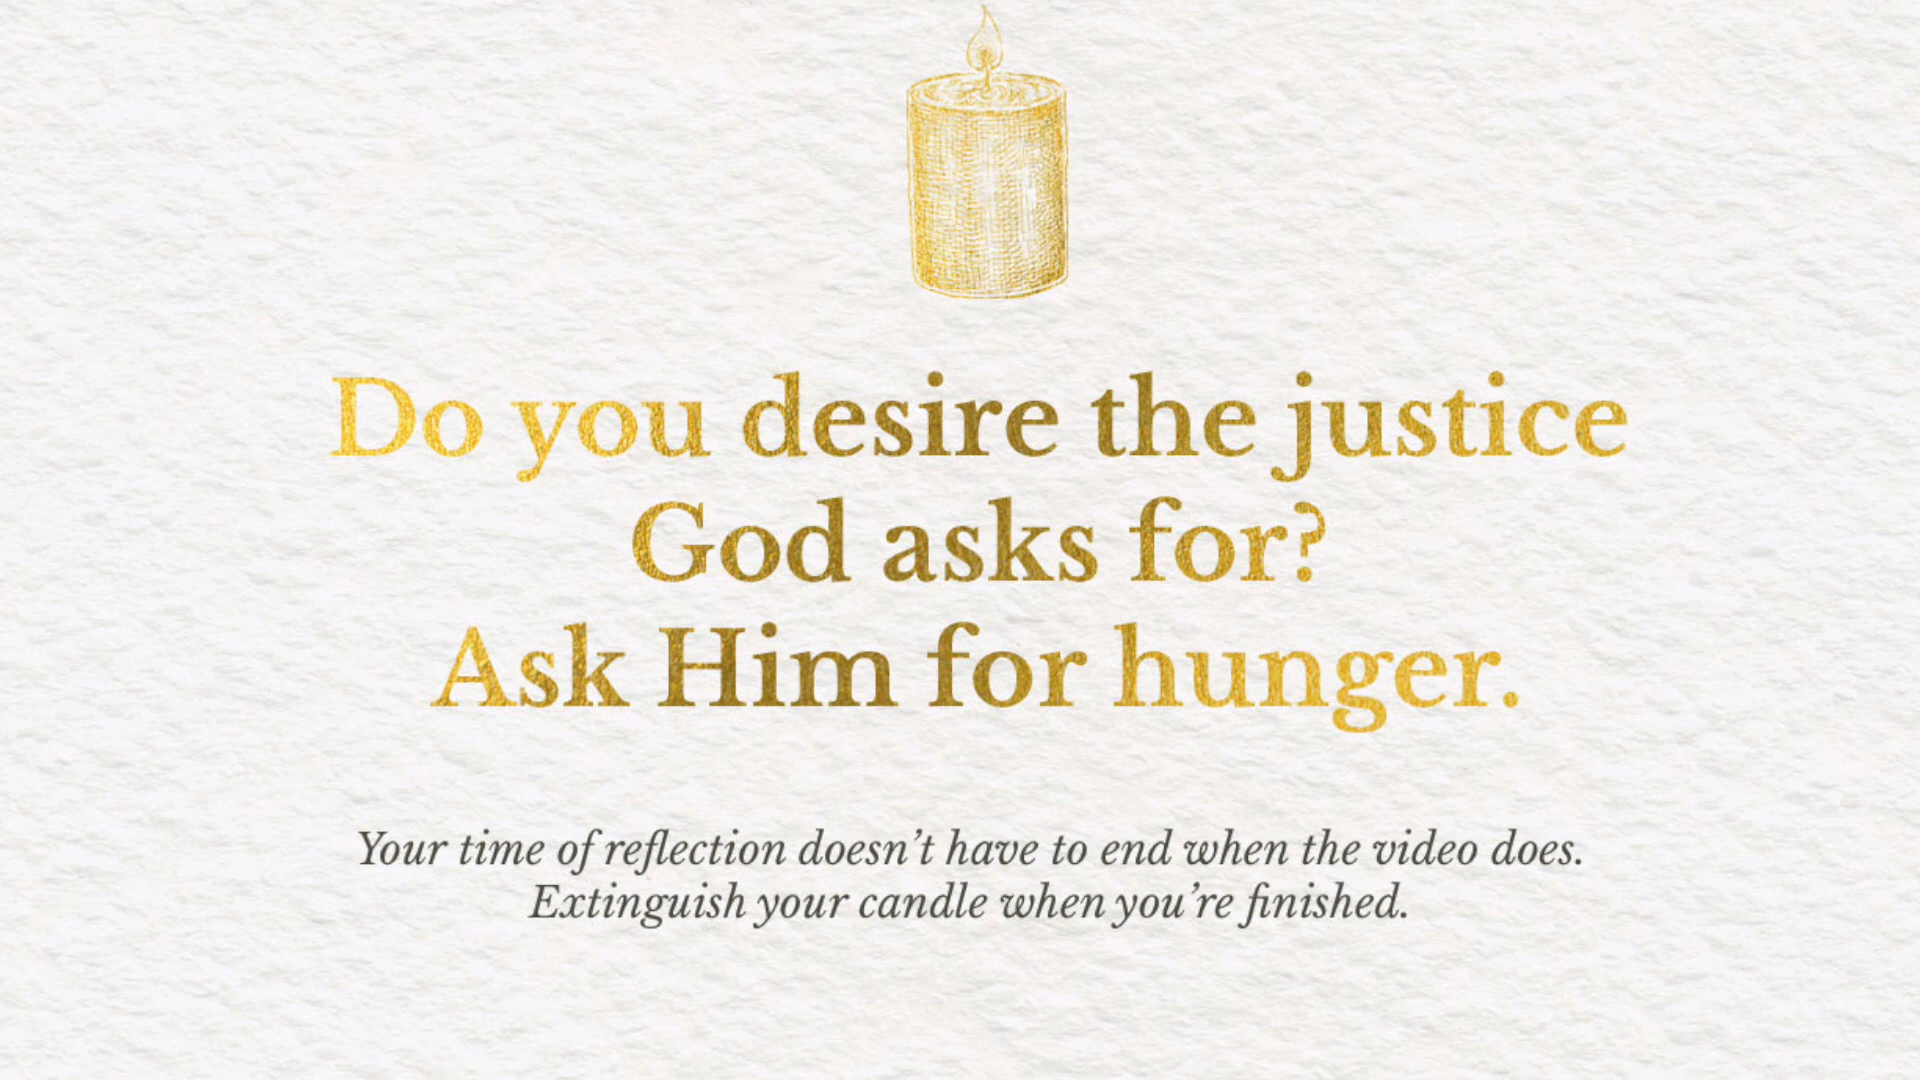 Do you desire the justice
God asks for?
Ask Him for hunger.
Your time of reflection doesn’t have to end when the video does.
Extinguish your candle when you’re finished.